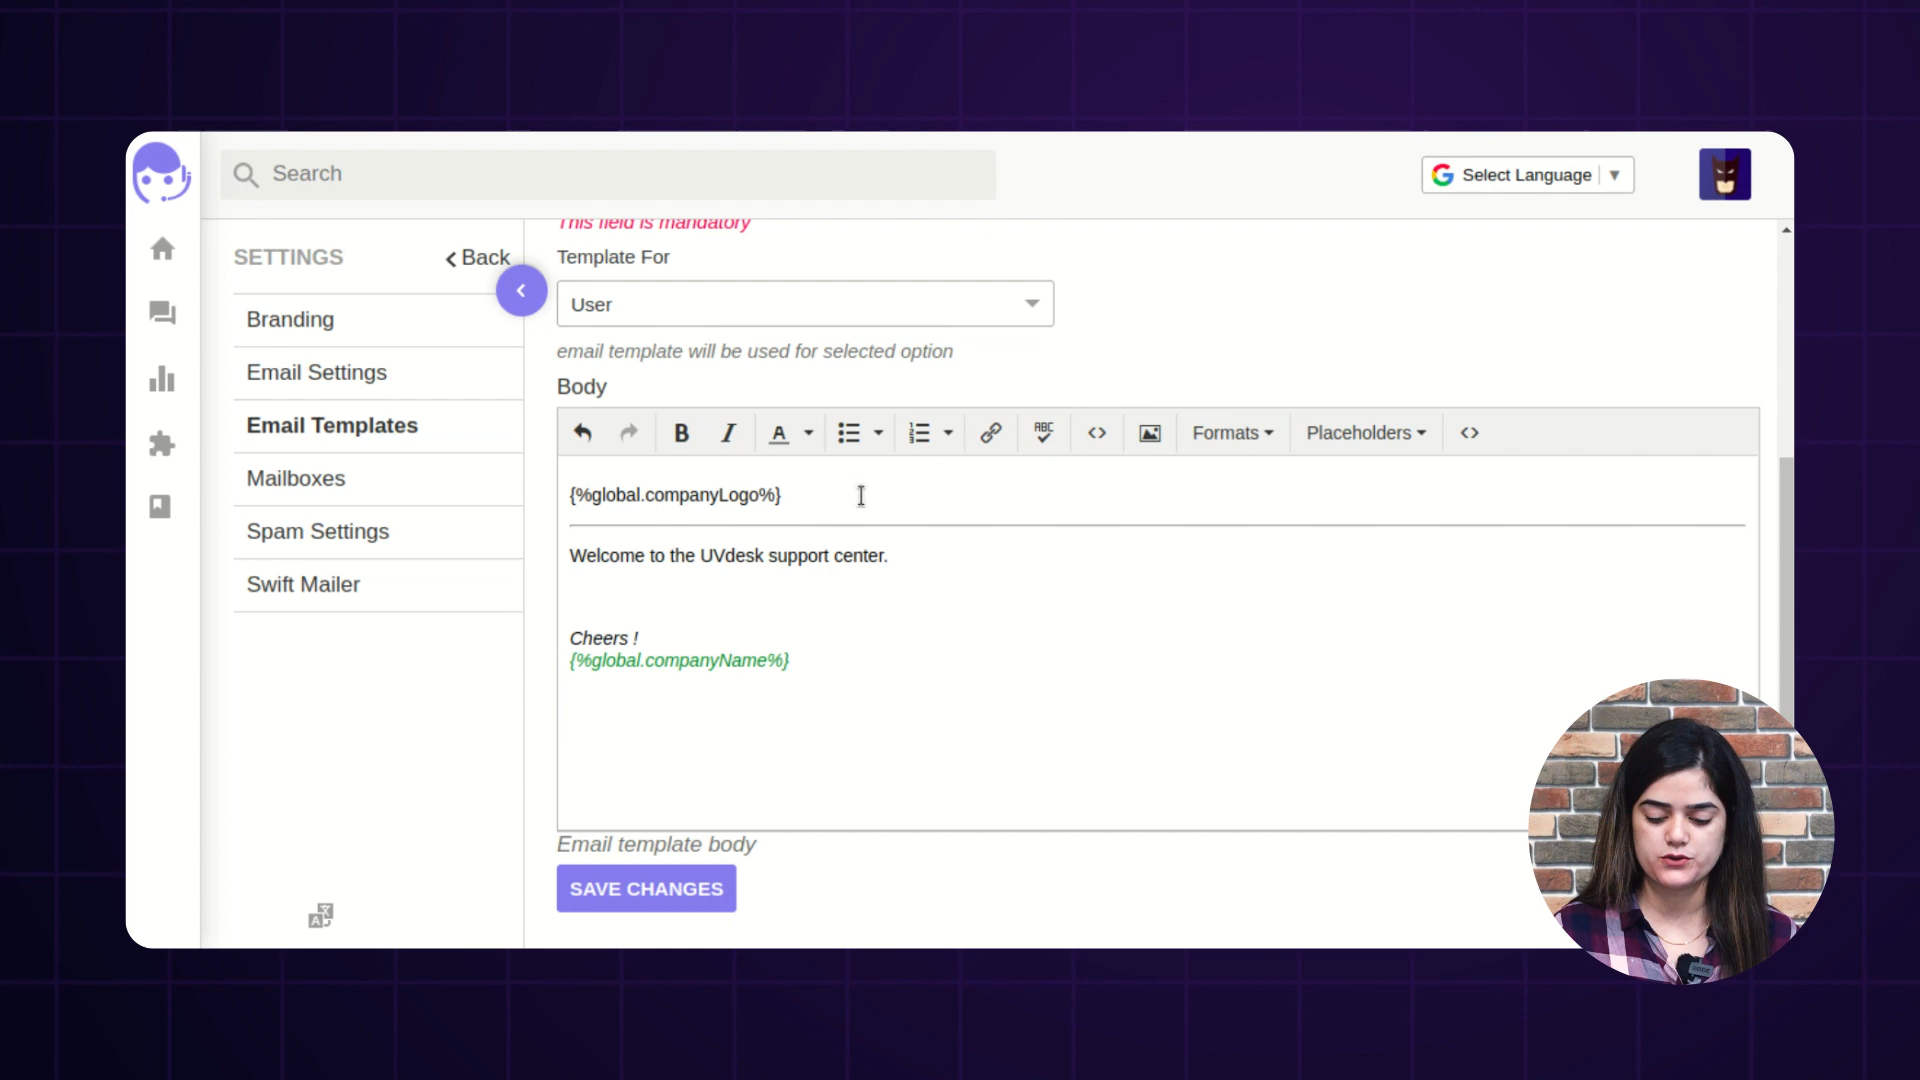 Search
Select Language
SETTINGS
Back
Branding
Email Settings
Email Templates
Mailboxes
Spam Settings
Swift Mailer
This field is mandatory
Template For
User
email template will be used for selected option
Body
B I A ABC Formats Placeholders
{%global.companyLogo%}
Welcome to the UVdesk support center.
Cheers !
{%global.companyName%}
Email template body
SAVE CHANGES